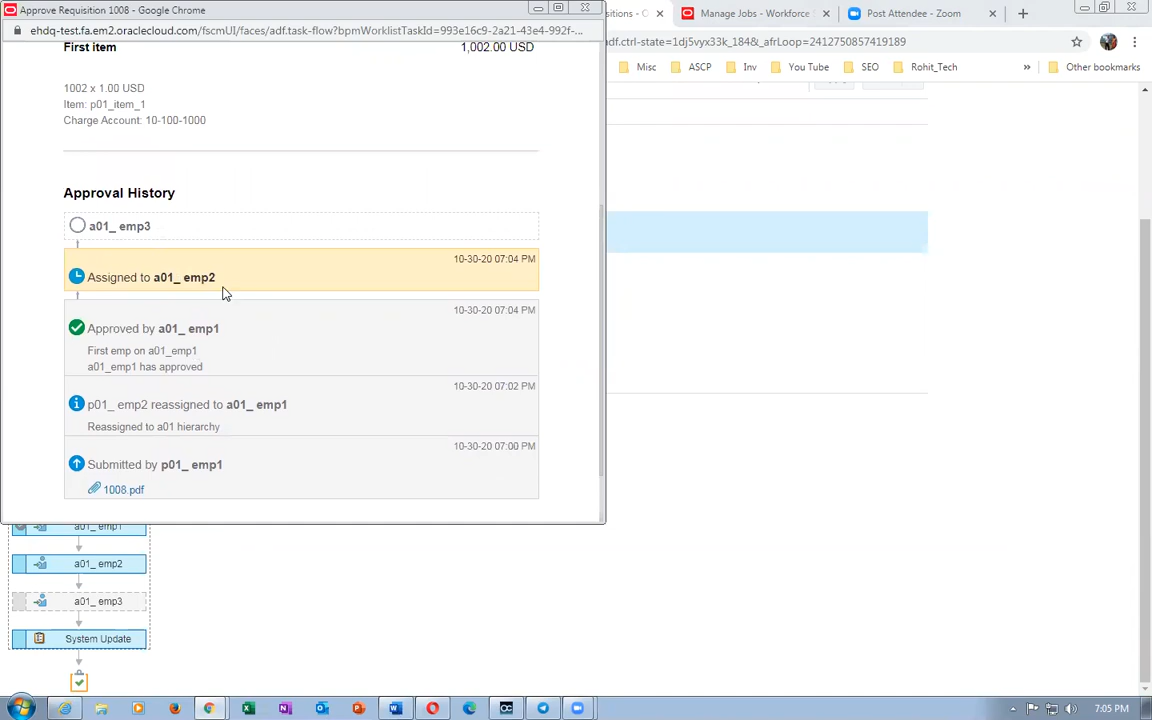 Approve Requisition 1008 - Google Chrome
ehdq-test.fa.em2.oraclecloud.com/fscmUI/faces/adf.task-flow?bpmWorklistTaskId=993e16c9-2a21-43e4-992f-...
First item 1,002.00 USD
1002 x 1.00 USD
Item: p01_item_1
Charge Account: 10-100-1000
Approval History
a01_ emp3
10-30-20 07:04 PM
Assigned to a01_ emp2
10-30-20 07:04 PM
Approved by a01_ emp1
First emp on a01_emp1
a01_emp1 has approved
10-30-20 07:02 PM
p01_ emp2 reassigned to a01_ emp1
Reassigned to a01 hierarchy
10-30-20 07:00 PM
Submitted by p01_ emp1
1008.pdf
sitions - O Manage Jobs - Workforce Post Attendee - Zoom
df.ctrl-state=1dj5vyx33k_184&_afrLoop=2412750857419189
Misc ASCP Inv You Tube SEO Rohit_Tech » Other bookmarks
a01_ emp1
a01_ emp2
a01_ emp3
System Update
7:05 PM